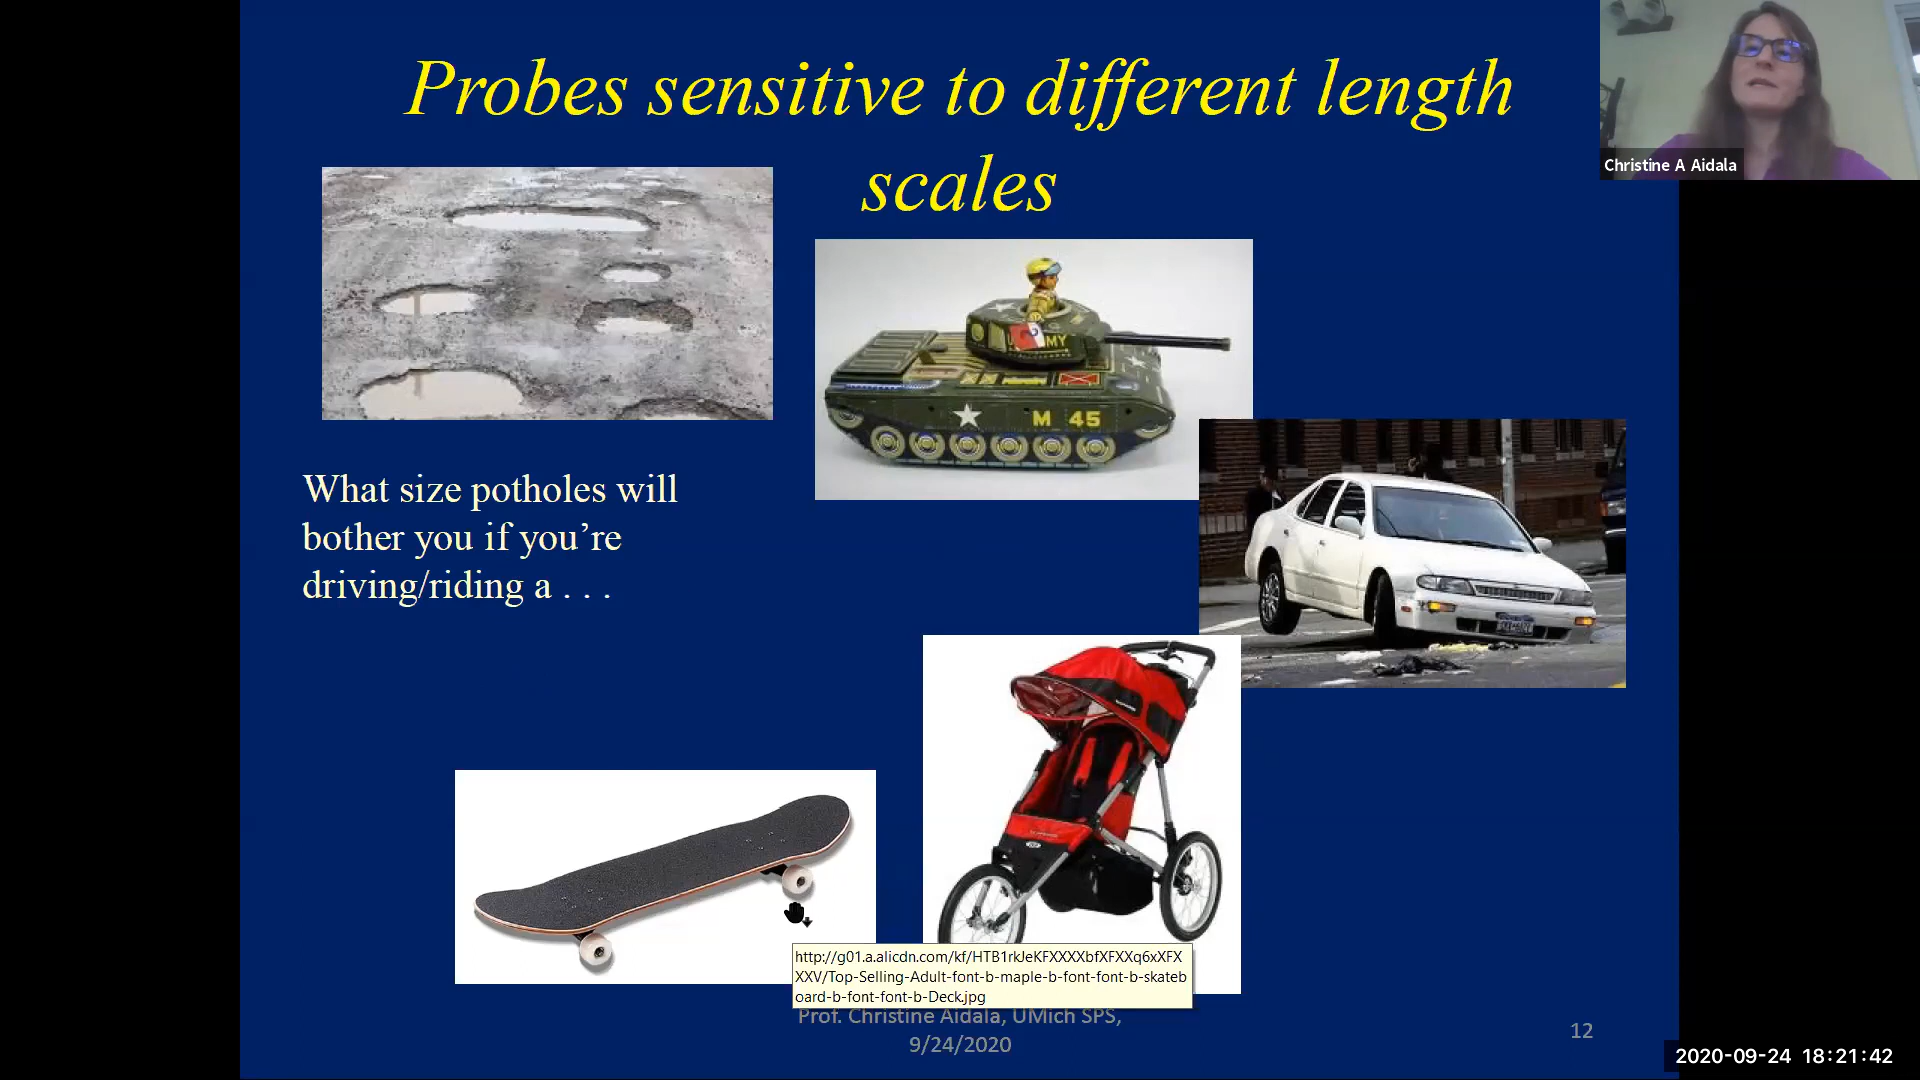 Probes sensitive to different length
scales
Christine A Aidala
MY
M 45
What size potholes will
bother you if you’re
driving/riding a . . .
http://g01.a.alicdn.com/kf/HTB1rkJeKFXXXXbfXFXXq6xXFX
XXV/Top-Selling-Adult-font-b-maple-b-font-font-b-skateb
oard-b-font-font-b-Deck.jpg
Prof. Christine Aidala, UMich SPS,
9/24/2020
12
2020-09-24 18:21:42